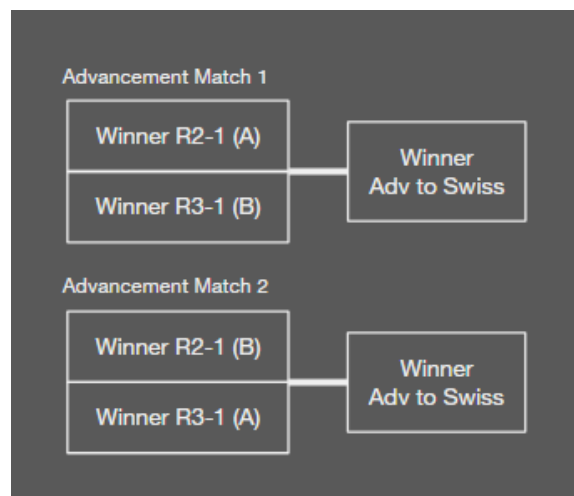 Advancement Match 1
Winner R2-1 (A)
Winner R3-1 (B)
Winner
Adv to Swiss
Advancement Match 2
Winner R2-1 (B)
Winner R3-1 (A)
Winner
Adv to Swiss